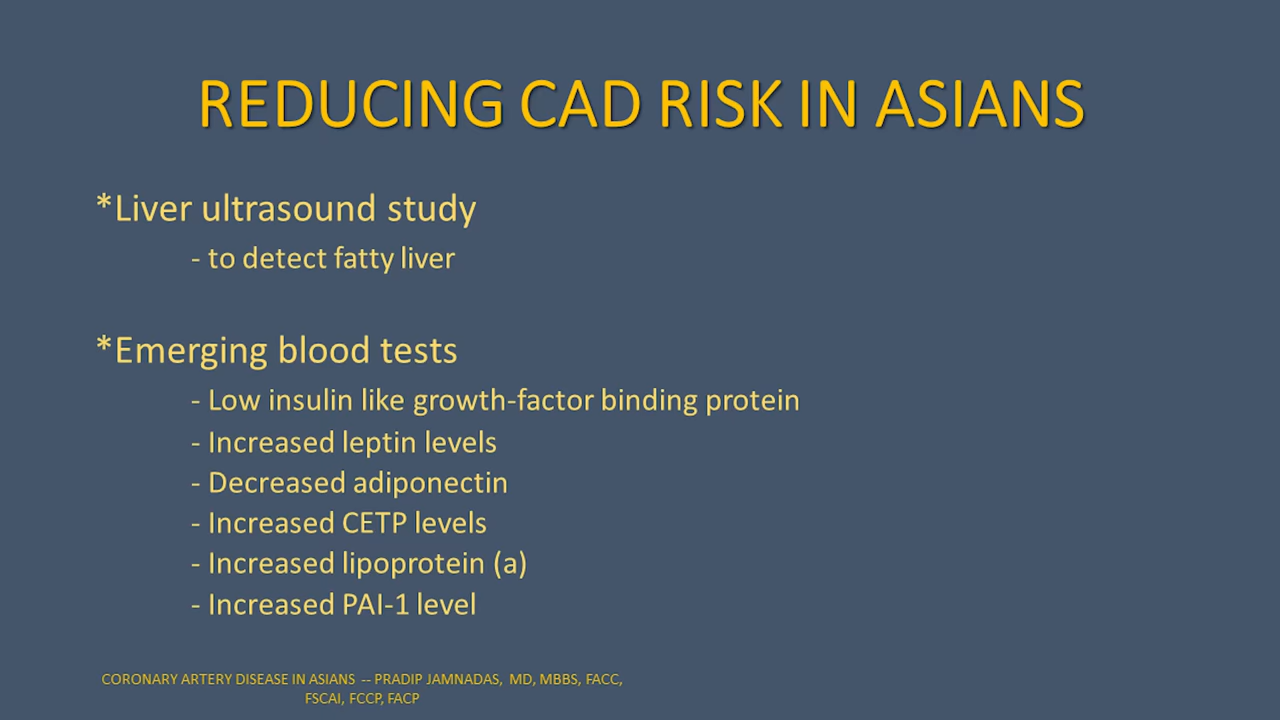 REDUCING CAD RISK IN ASIANS
*Liver ultrasound study
- to detect fatty liver
*Emerging blood tests
- Low insulin like growth-factor binding protein
- Increased leptin levels
- Decreased adiponectin
- Increased CETP levels
- Increased lipoprotein (a)
- Increased PAI-1 level
CORONARY ARTERY DISEASE IN ASIANS -- PRADIP JAMNADAS, MD, MBBS, FACC,
FSCAI, FCCP, FACP